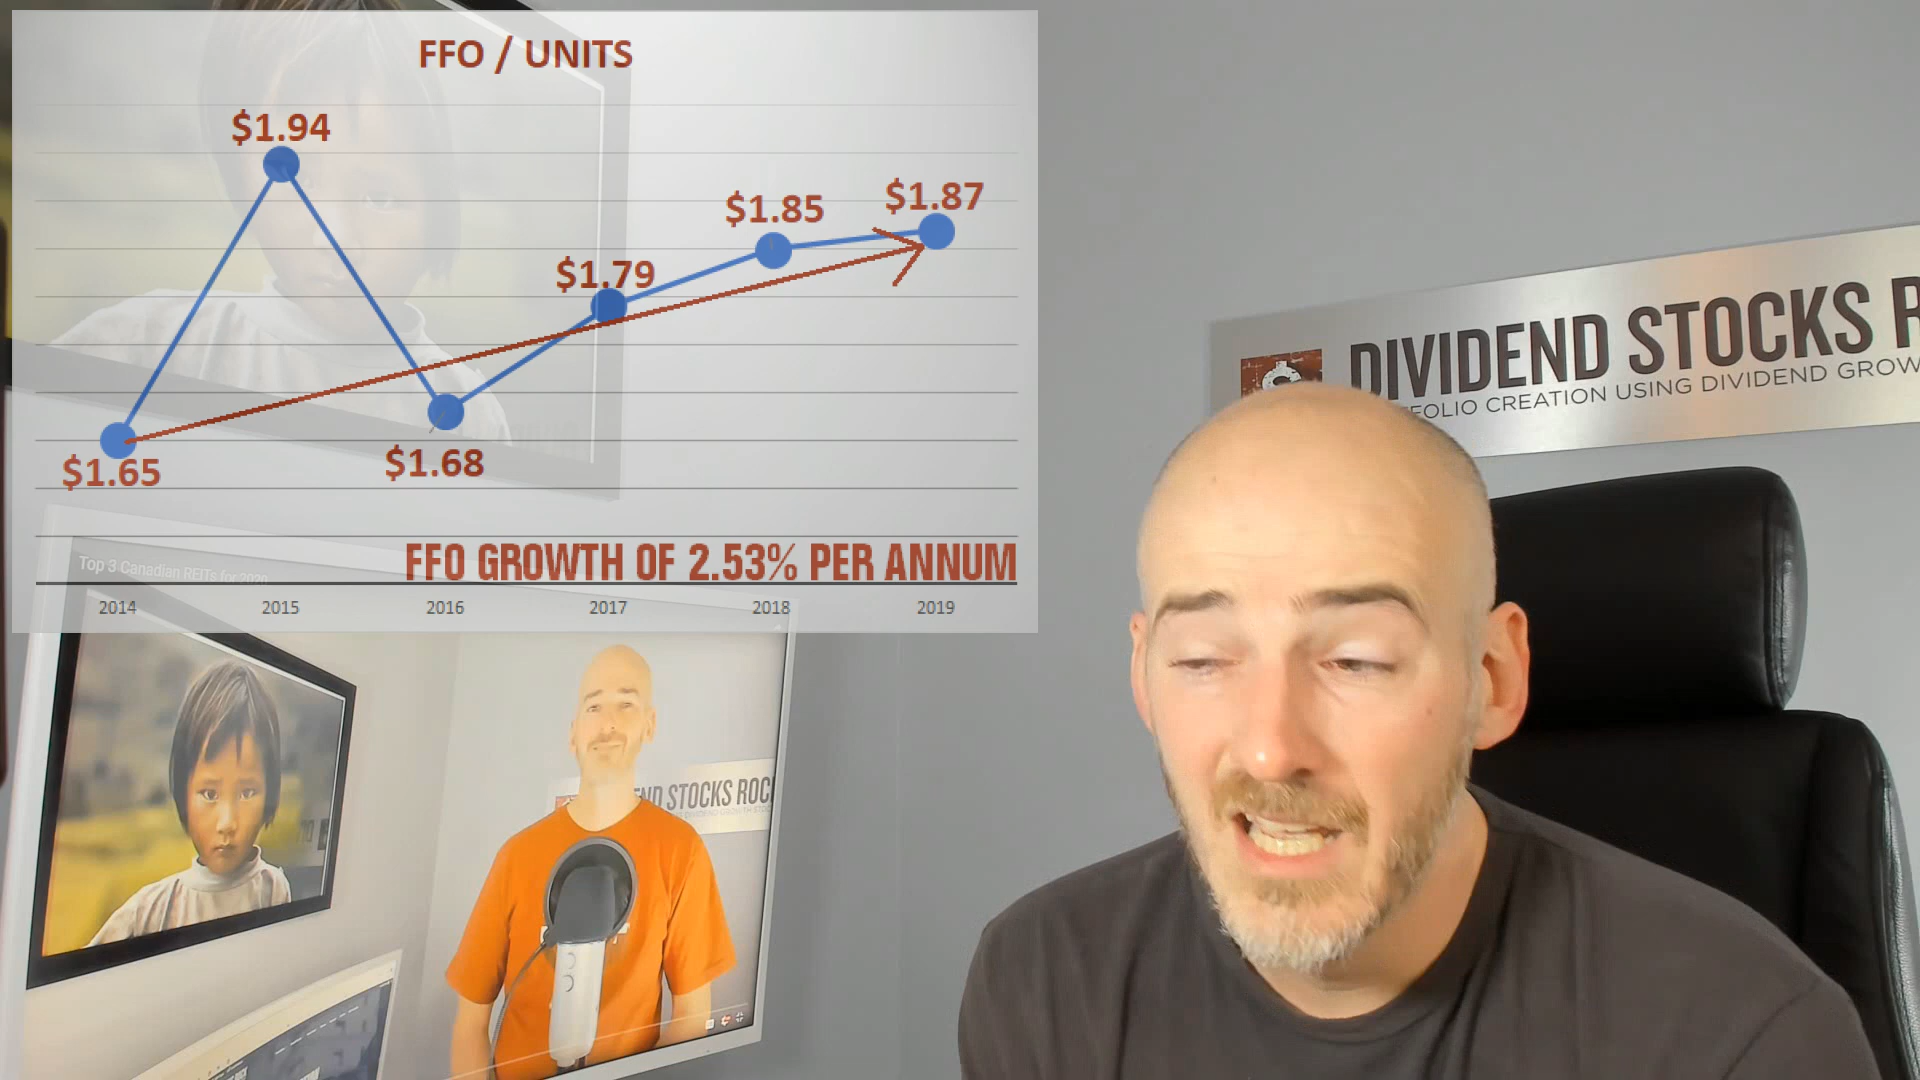 FFO / UNITS
$1.94
$1.85
$1.87
$1.79
$1.65
$1.68
FFO GROWTH OF 2.53% PER ANNUM
2014 2015 2016 2017 2018 2019
Top 3 Canadian REITs for 2020
DIVIDEND STOCKS R
FOLIO CREATION USING DIVIDEND GROW
END STOCKS ROC